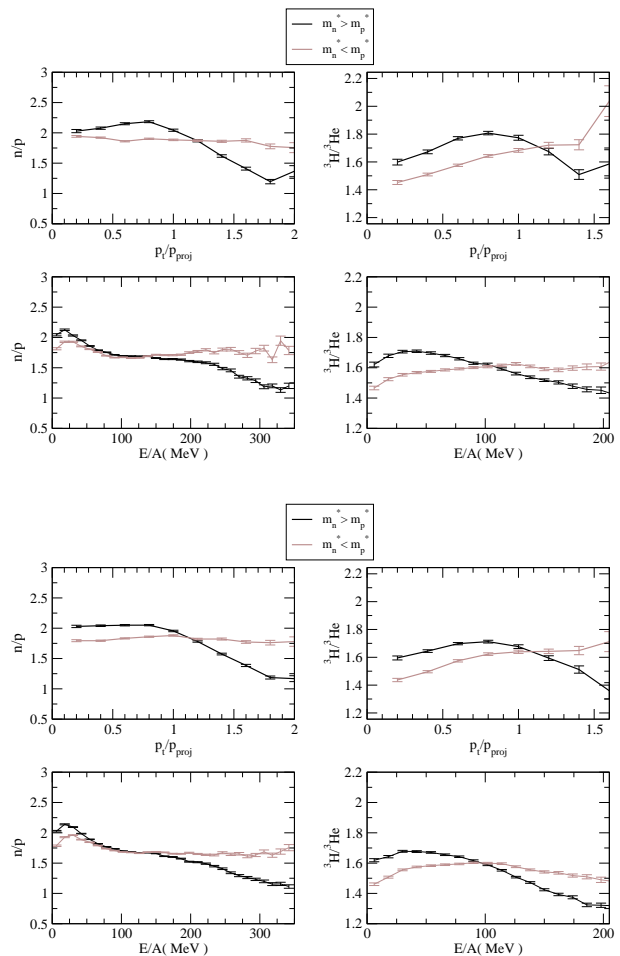 m_n^* > m_p^*
m_n^* < m_p^*
3
2.5
2
1.5
1
0.5
n/p
0 0.5 1 1.5 2
p_t/p_proj
2.2
2
1.8
1.6
1.4
1.2
^3H/^3He
0 0.5 1 1.5
p_t/p_proj
3
2.5
2
1.5
1
0.5
n/p
0 100 200 300
E/A( MeV )
2.2
2
1.8
1.6
1.4
1.2
^3H/^3He
0 100 200
E/A( MeV )
m_n^* > m_p^*
m_n^* < m_p^*
3
2.5
2
1.5
1
0.5
n/p
0 0.5 1 1.5 2
p_t/p_proj
2.2
2
1.8
1.6
1.4
1.2
^3H/^3He
0 0.5 1 1.5
p_t/p_proj
3
2.5
2
1.5
1
0.5
n/p
0 100 200 300
E/A( MeV )
2.2
2
1.8
1.6
1.4
1.2
^3H/^3He
0 100 200
E/A( MeV )